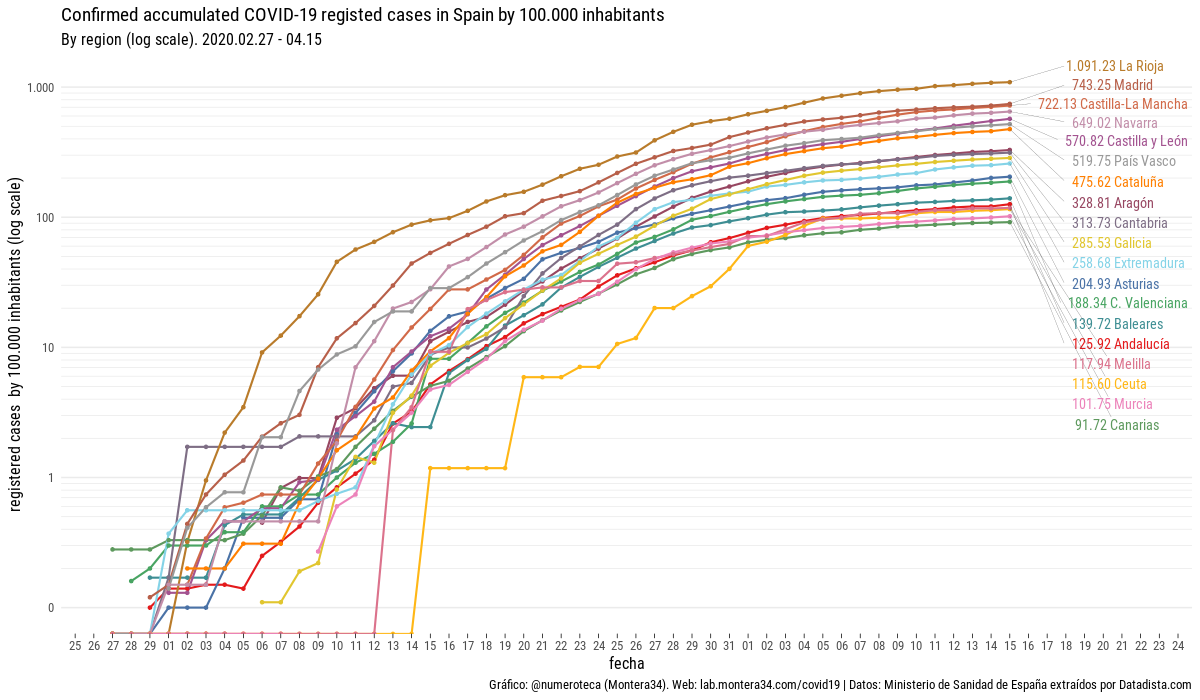 Confirmed accumulated COVID-19 registed cases in Spain by 100.000 inhabitants
By region (log scale). 2020.02.27 - 04.15
registered cases by 100.000 inhabitants (log scale)
1.000
100
10
1
0
1.091.23 La Rioja
743.25 Madrid
722.13 Castilla-La Mancha
649.02 Navarra
570.82 Castilla y León
519.75 País Vasco
475.62 Cataluña
328.81 Aragón
313.73 Cantabria
285.53 Galicia
258.68 Extremadura
204.93 Asturias
188.34 C. Valenciana
139.72 Baleares
125.92 Andalucía
117.94 Melilla
115.60 Ceuta
101.75 Murcia
91.72 Canarias
25 26 27 28 29 01 02 03 04 05 06 07 08 09 10 11 12 13 14 15 16 17 18 19 20 21 22 23 24 25 26 27 28 29 30 31 01 02 03 04 05 06 07 08 09 10 11 12 13 14 15 16 17 18 19 20 21 22 23 24
fecha
Gráfico: @numeroteca (Montera34). Web: lab.montera34.com/covid19 | Datos: Ministerio de Sanidad de España extraídos por Datadista.com